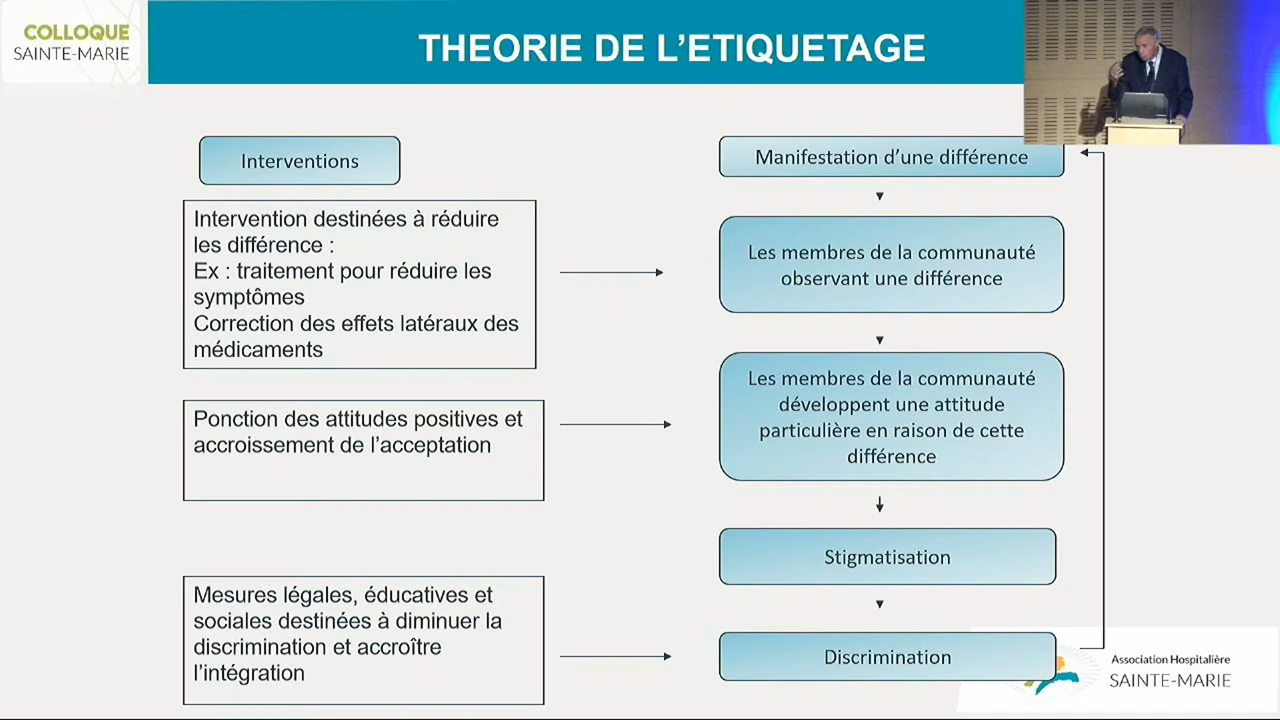 COLLOQUE
SAINTE-MARIE
THEORIE DE L'ETIQUETAGE
Interventions
Intervention destinées à réduire
les différence :
Ex : traitement pour réduire les
symptômes
Correction des effets latéraux des
médicaments
Ponction des attitudes positives et
accroissement de l'acceptation
Mesures légales, éducatives et
sociales destinées à diminuer la
discrimination et accroître
l'intégration
Manifestation d'une différence
Les membres de la communauté
observant une différence
Les membres de la communauté
développent une attitude
particulière en raison de cette
différence
Stigmatisation
Discrimination
Association Hospitalière
SAINTE-MARIE